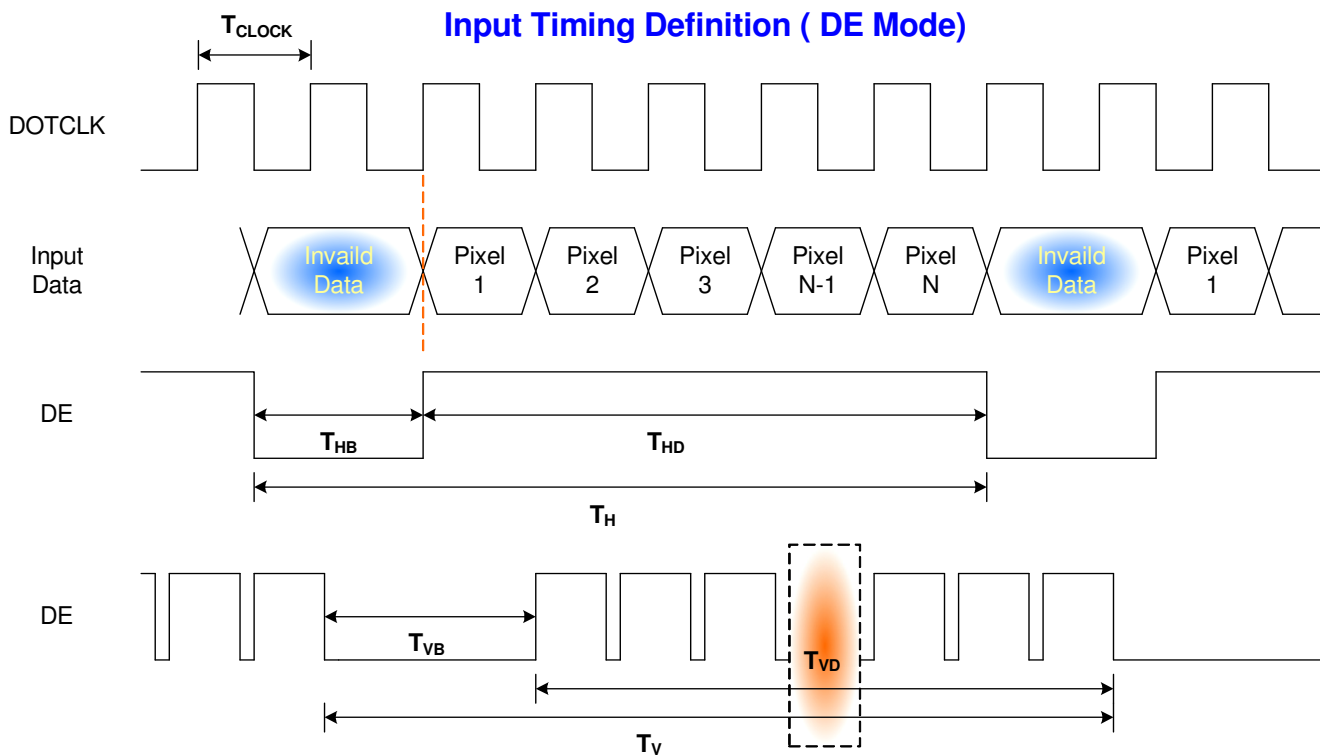 Input Timing Definition ( DE Mode)
TCLOCK
DOTCLK
Input
Data
Invaild
Data
Pixel
1
Pixel
2
Pixel
3
Pixel
N-1
Pixel
N
Invaild
Data
Pixel
1
DE
THB
THD
TH
DE
TVB
TVD
TV